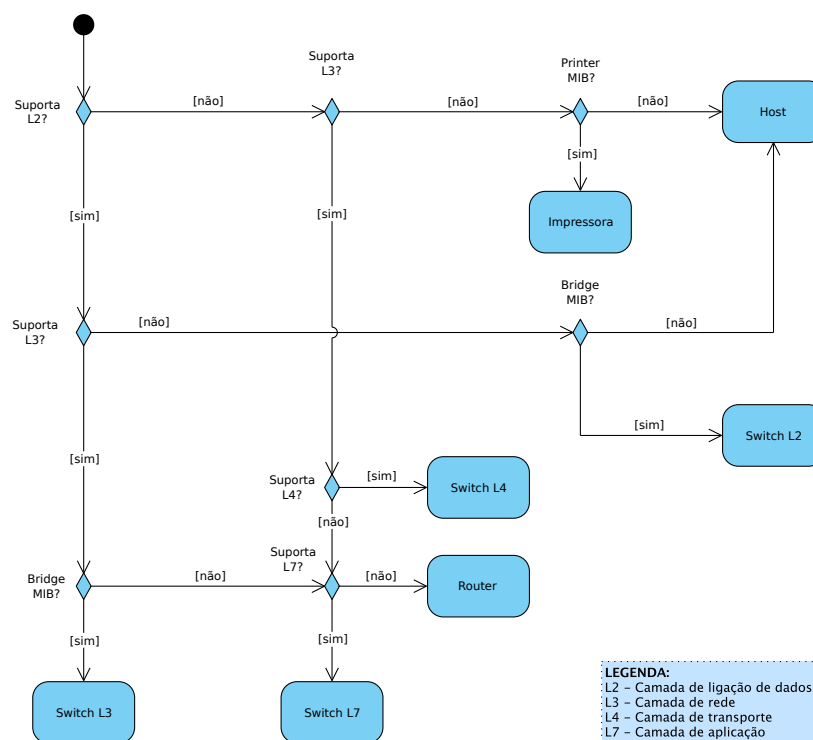 Suporta
L3?
Printer
MIB?
Suporta
L2?
[não]
[não]
[não]
Host
[sim]
[sim]
[sim]
Impressora
Bridge
MIB?
Suporta
L3?
[não]
[não]
[sim]
Switch L2
[sim]
Suporta
L4?
[sim]
Switch L4
[não]
Suporta
L7?
Bridge
MIB?
[não]
[não]
Router
[sim]
[sim]
Switch L3
Switch L7
LEGENDA:
L2 – Camada de ligação de dados
L3 – Camada de rede
L4 – Camada de transporte
L7 – Camada de aplicação